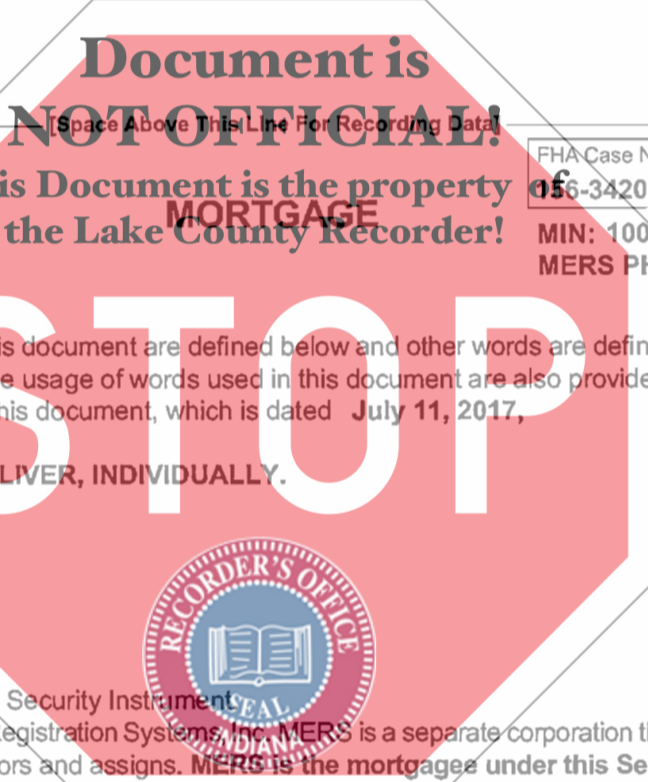 Document is
NOT OFFICIAL!
[Space Above This Line For Recording Data]
FHA Case N
is Document is the property of
156-3420
MORTGAGE
the Lake County Recorder!
MIN: 100
MERS PH
STOP
is document are defined below and other words are defin
e usage of words used in this document are also provide
his document, which is dated July 11, 2017,
LIVER, INDIVIDUALLY.
RECORDER'S OFFICE
SEAL
INDIANA
Security Instrument
egistration Systems, Inc. MERS is a separate corporation th
ors and assigns. MERS is the mortgagee under this Se